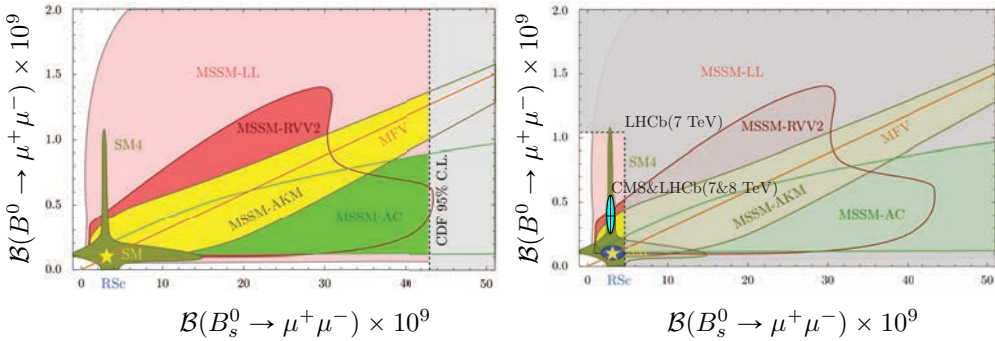 B(B⁰ → μ⁺μ⁻) × 10⁹
2.0
1.5
1.0
0.5
0.0
MSSM-LL
MSSM-RVV2
MFV
SM4
MSSM-AKM
MSSM-AC
CDF 95% C.L.
SM
0 10 20 30 40 50
RSc
B(B⁰ₛ → μ⁺μ⁻) × 10⁹
B(B⁰ → μ⁺μ⁻) × 10⁹
2.0
1.5
1.0
0.5
0.0
MSSM-LL
LHCb(7 TeV)
MSSM-RVV2
MFV
SM4
CMS&LHCb(7&8 TeV)
MSSM-AKM
MSSM-AC
0 10 20 30 40 50
RSc
B(B⁰ₛ → μ⁺μ⁻) × 10⁹